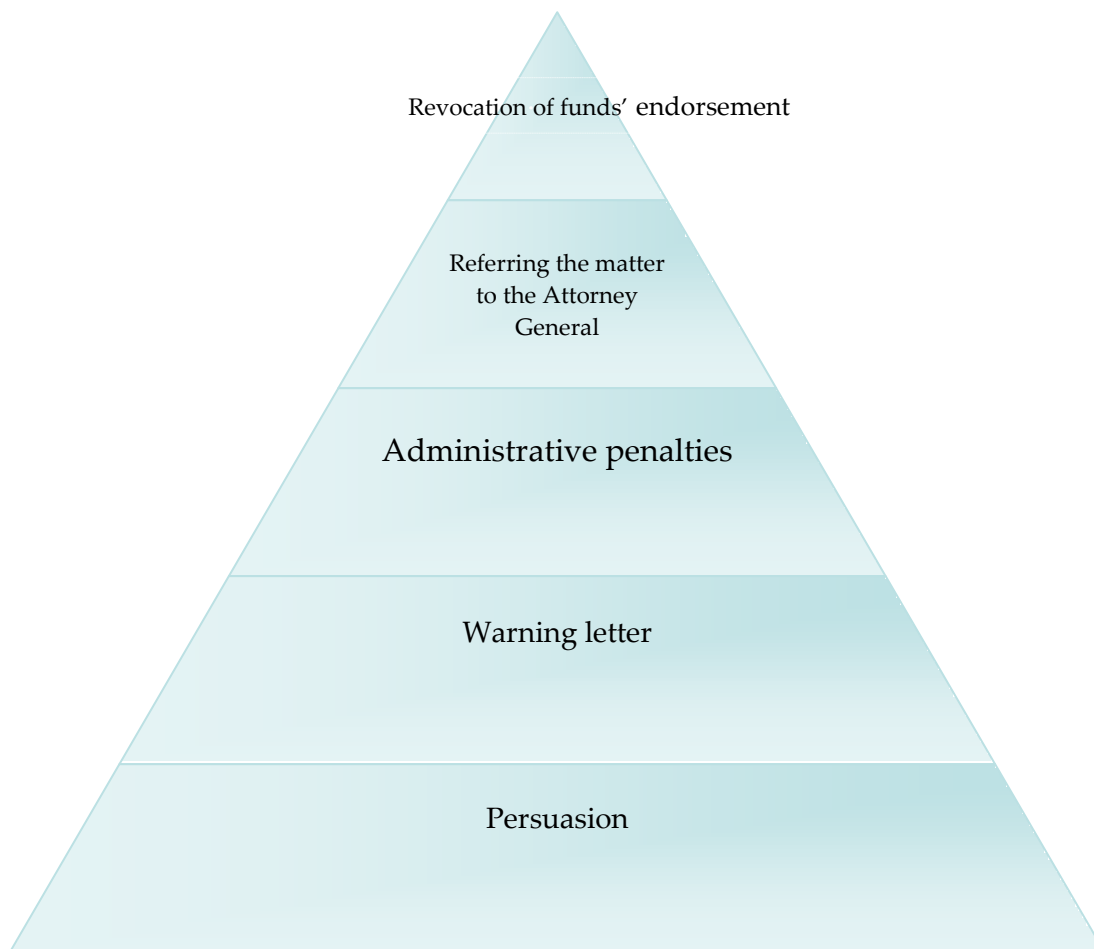 Revocation of funds’ endorsement
Referring the matter
to the Attorney
General
Administrative penalties
Warning letter
Persuasion